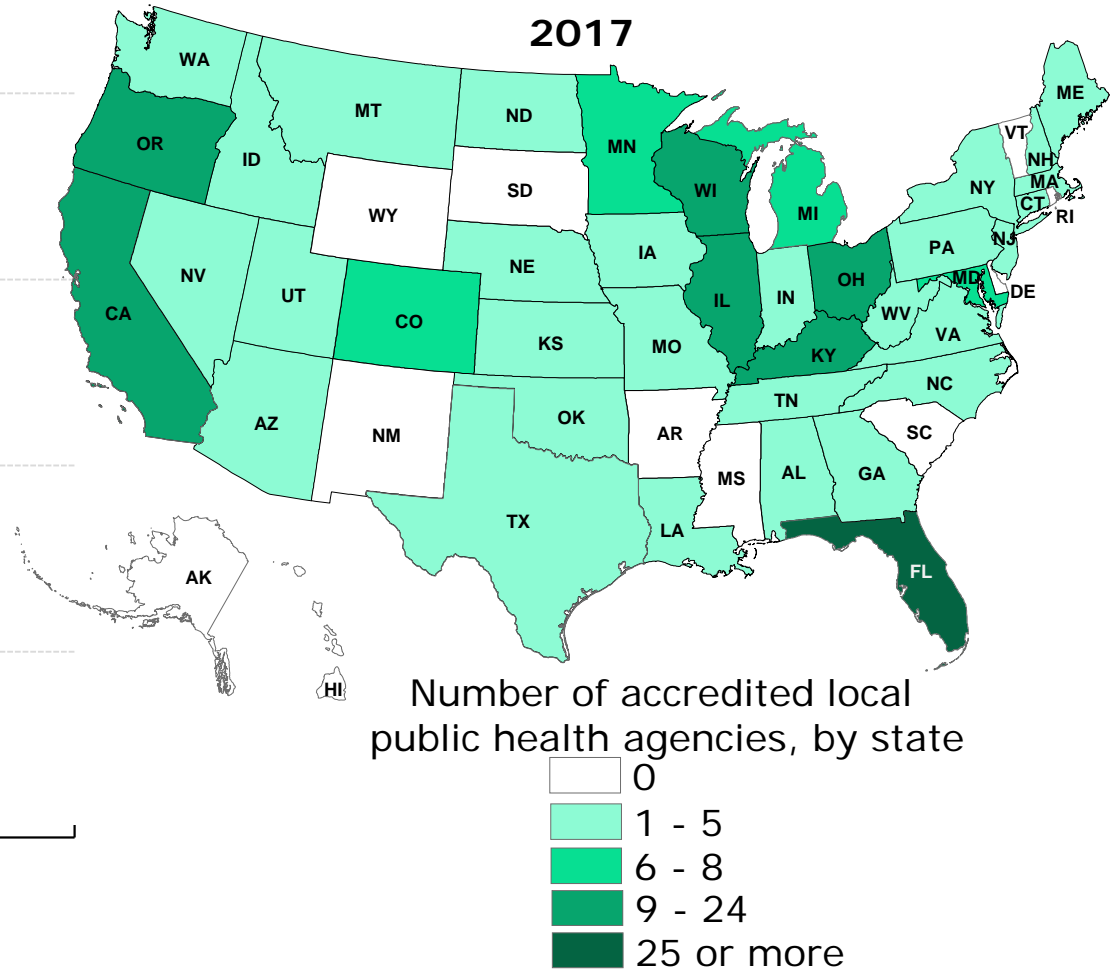 2017
WA
MT
ND
MN
ME
VT
NH
OR
ID
SD
WI
MI
NY
MA
CT
RI
WY
IA
PA
NJ
NE
NV
UT
CO
IL
IN
OH
MD
DE
WV
VA
CA
KS
MO
KY
NC
AZ
NM
OK
TN
AR
SC
MS
AL
GA
TX
LA
FL
AK
HI
Number of accredited local
public health agencies, by state
0
1 - 5
6 - 8
9 - 24
25 or more